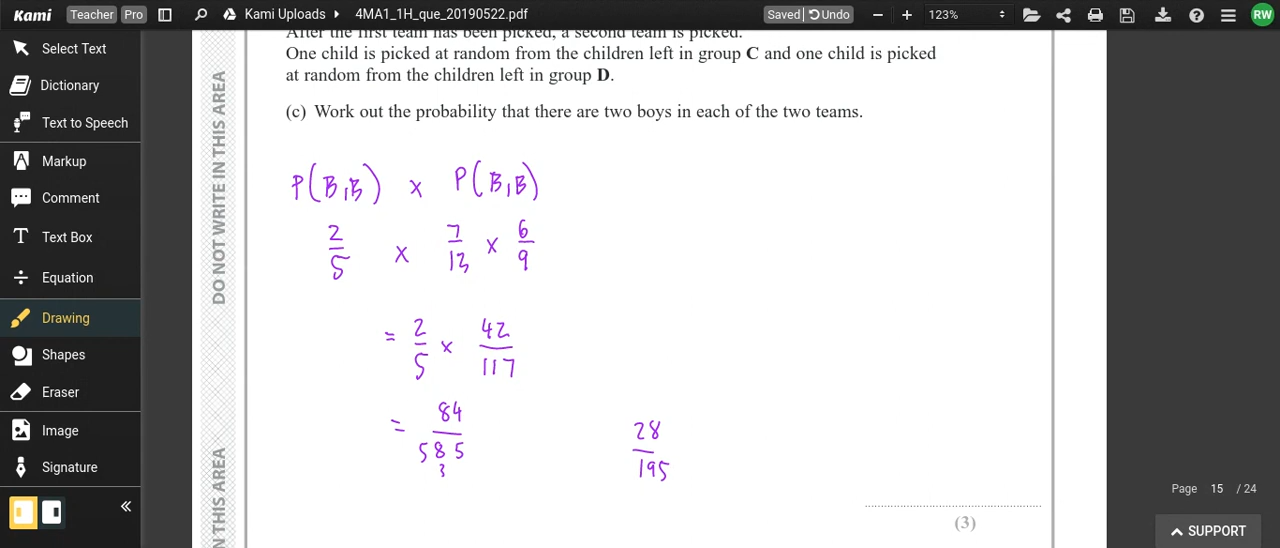 Kami Teacher Pro Kami Uploads > 4MA1_1H_que_20190522.pdf Saved Undo 123% RW
Select Text
Dictionary
Text to Speech
Markup
Comment
Text Box
Equation
Drawing
Shapes
Eraser
Image
Signature
DO NOT WRITE IN THIS AREA
N THIS AREA
After the first team has been picked, a second team is picked.
One child is picked at random from the children left in group C and one child is picked
at random from the children left in group D.
(c) Work out the probability that there are two boys in each of the two teams.
P(B,B) x P(B,B)
2/5 x 7/13 x 6/9
= 2/5 x 42/117
= 84/585
3
28/195
(3)
Page 15 / 24
SUPPORT